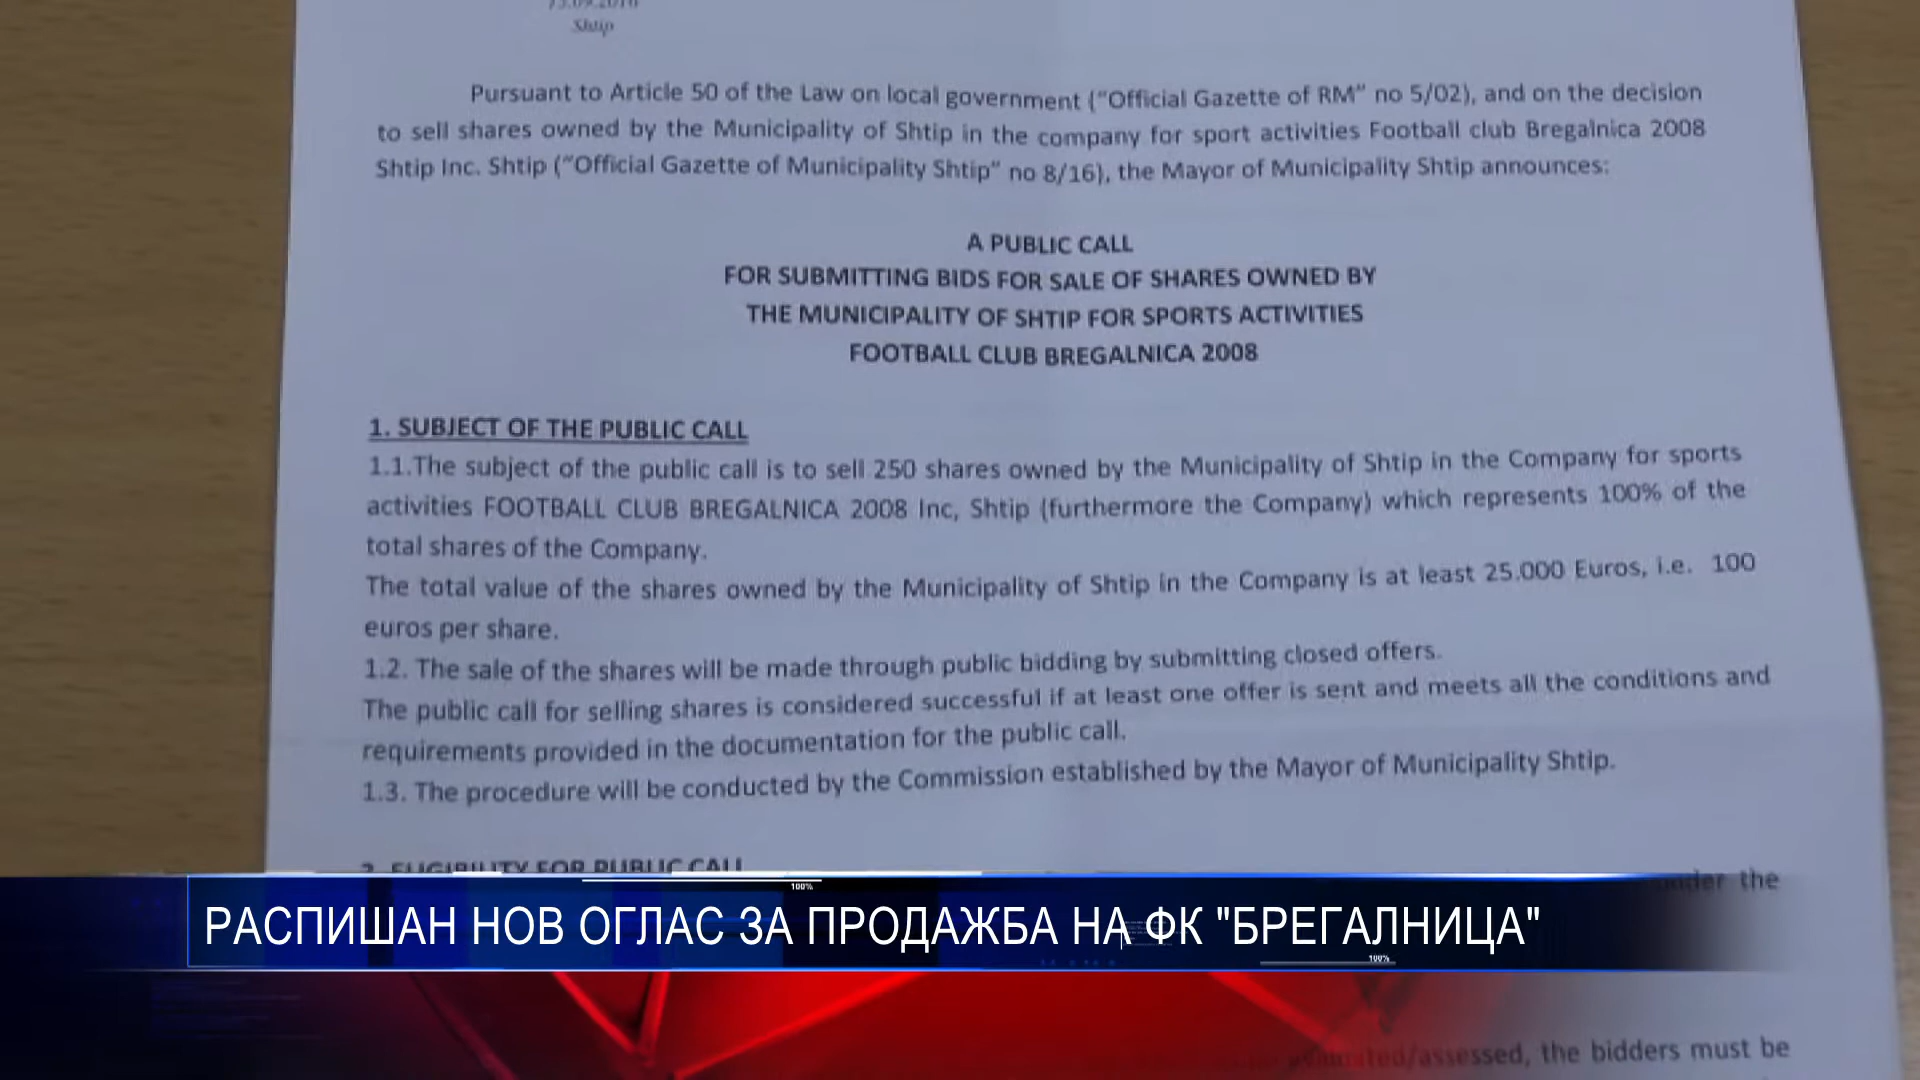 Shtip
Pursuant to Article 50 of the Law on local government ("Official Gazette of RM" no 5/02), and on the decision
to sell shares owned by the Municipality of Shtip in the company for sport activities Football club Bregalnica 2008
Shtip Inc. Shtip ("Official Gazette of Municipality Shtip" no 8/16), the Mayor of Municipality Shtip announces:
A PUBLIC CALL
FOR SUBMITTING BIDS FOR SALE OF SHARES OWNED BY
THE MUNICIPALITY OF SHTIP FOR SPORTS ACTIVITIES
FOOTBALL CLUB BREGALNICA 2008
1. SUBJECT OF THE PUBLIC CALL
1.1.The subject of the public call is to sell 250 shares owned by the Municipality of Shtip in the Company for sports
activities FOOTBALL CLUB BREGALNICA 2008 Inc, Shtip (furthermore the Company) which represents 100% of the
total shares of the Company.
The total value of the shares owned by the Municipality of Shtip in the Company is at least 25.000 Euros, i.e. 100
euros per share.
1.2. The sale of the shares will be made through public bidding by submitting closed offers.
The public call for selling shares is considered successful if at least one offer is sent and meets all the conditions and
requirements provided in the documentation for the public call.
1.3. The procedure will be conducted by the Commission established by the Mayor of Municipality Shtip.
2. ELIGIBILITY FOR PUBLIC CALL
the
100%
РАСПИШАН НОВ ОГЛАС ЗА ПРОДАЖБА НА ФК "БРЕГАЛНИЦА"
100%
the bidders must be